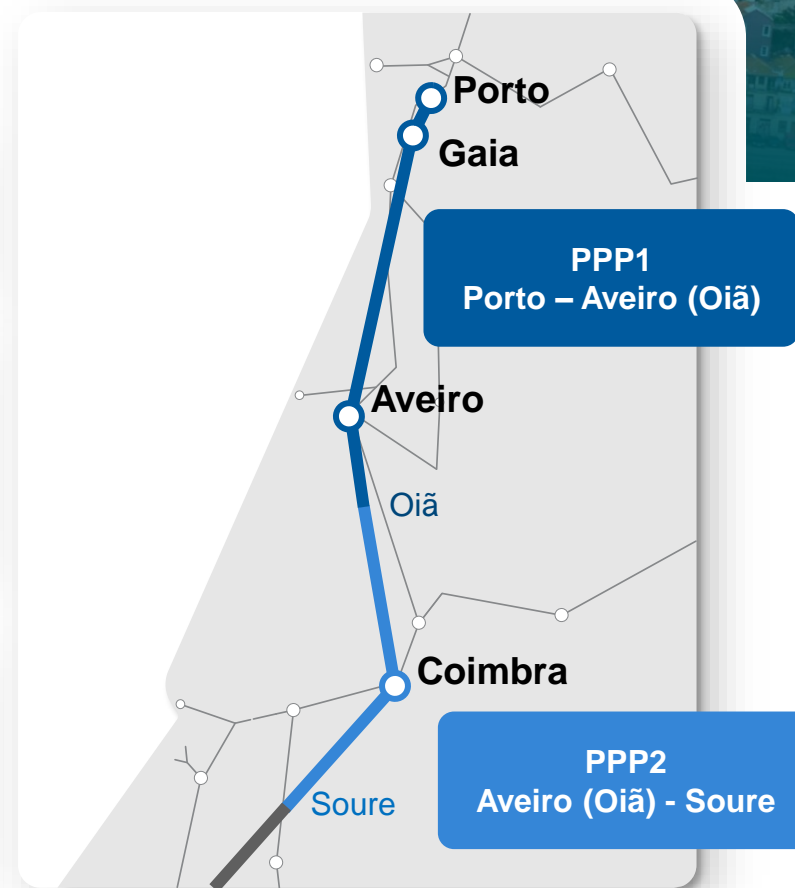 Porto
Gaia
PPP1
Porto – Aveiro (Oiã)
Aveiro
Oiã
Coimbra
PPP2
Aveiro (Oiã) - Soure
Soure